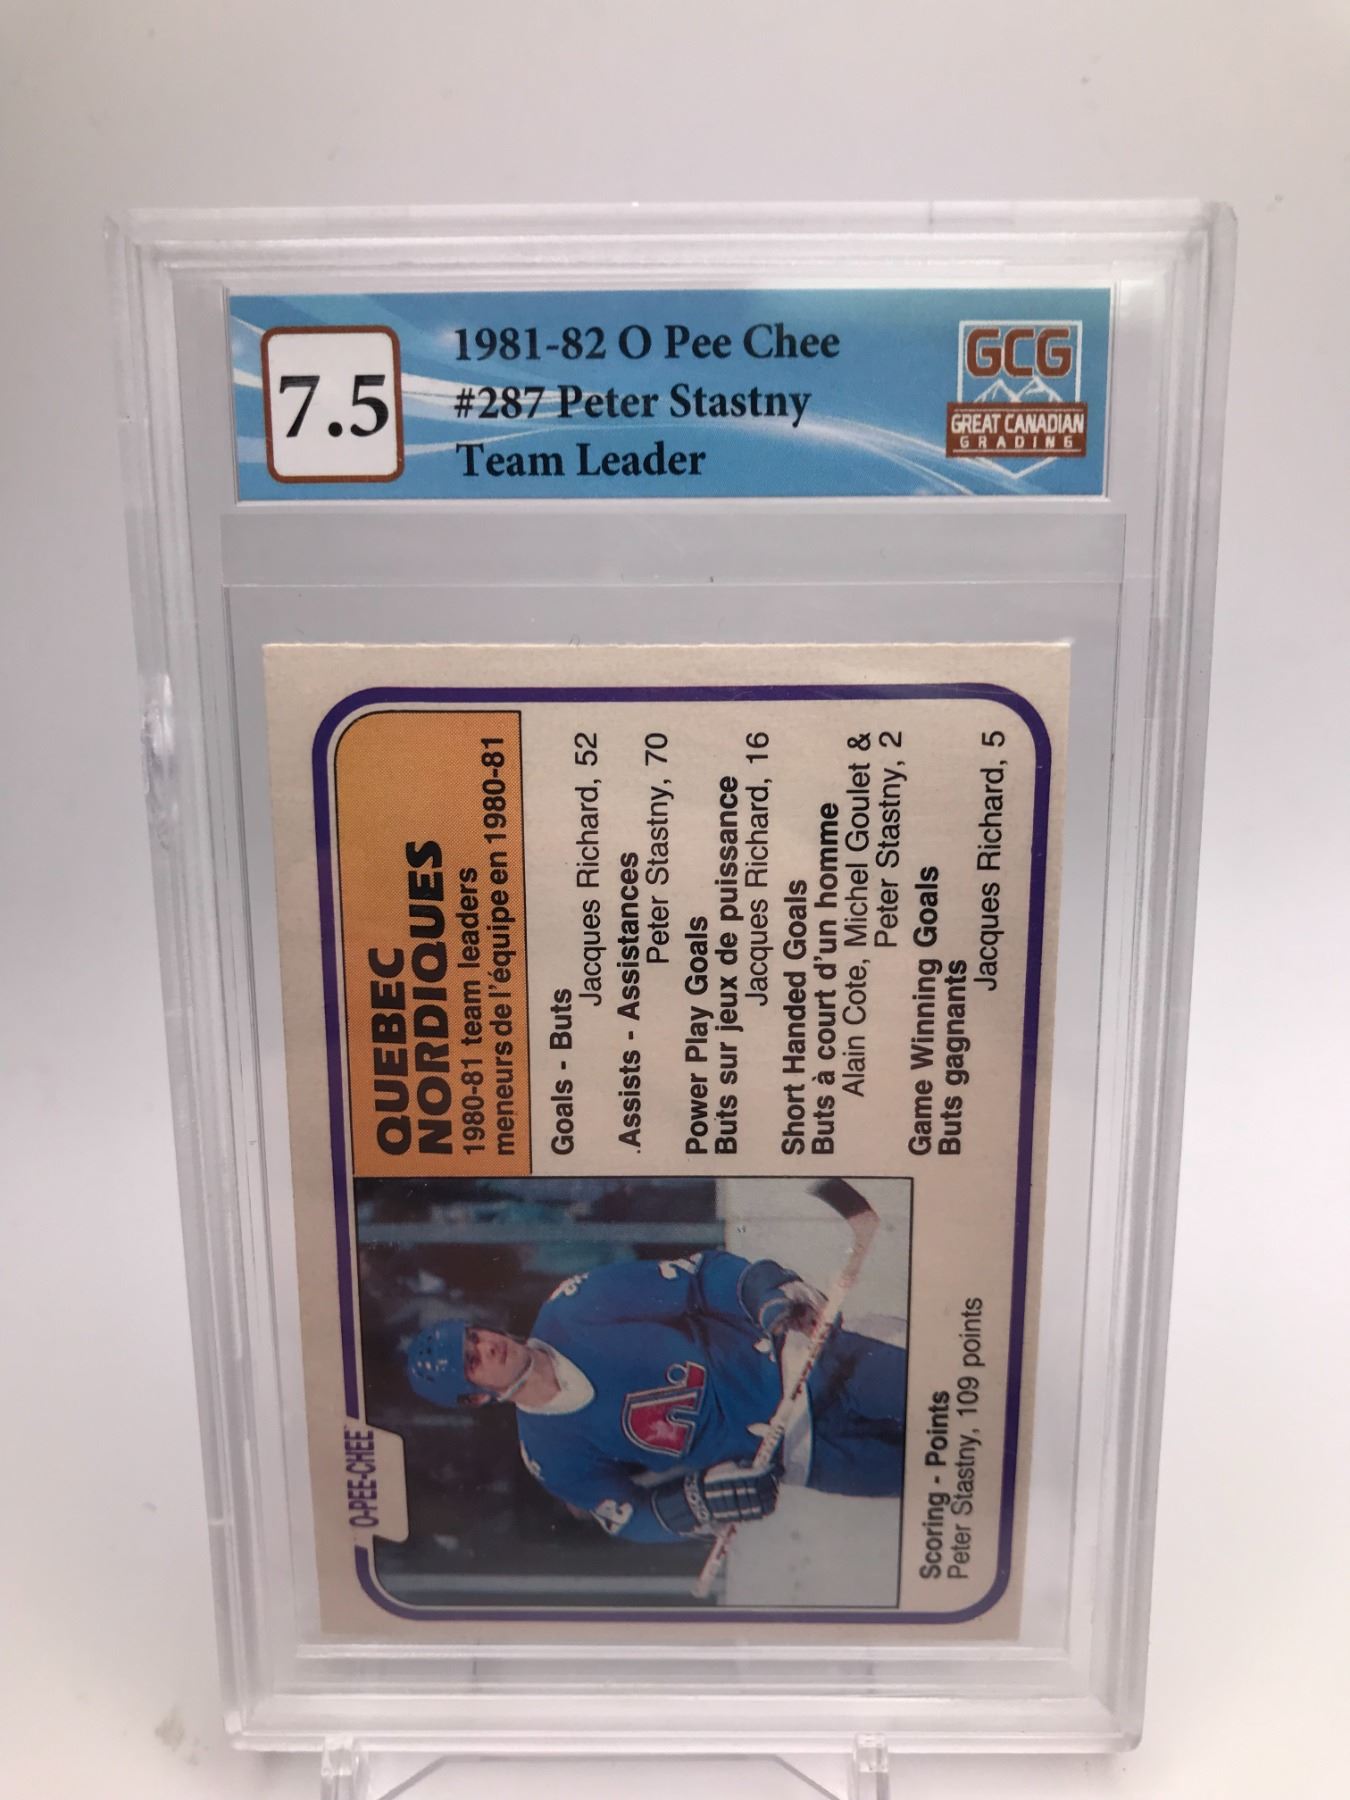 7.5
1981-82 O Pee Chee
#287 Peter Stastny
Team Leader
GCG
GREAT CANADIAN
GRADING
O-PEE-CHEE
QUEBEC
NORDIQUES
1980-81 team leaders
meneurs de l'équipe en 1980-81
Goals - Buts
Jacques Richard, 52
Assists - Assistances
Peter Stastny, 70
Power Play Goals
Buts sur jeux de puissance
Jacques Richard, 16
Short Handed Goals
Buts à court d'un homme
Alain Cote, Michel Goulet &
Peter Stastny, 2
Game Winning Goals
Buts gagnants
Jacques Richard, 5
Scoring - Points
Peter Stastny, 109 points